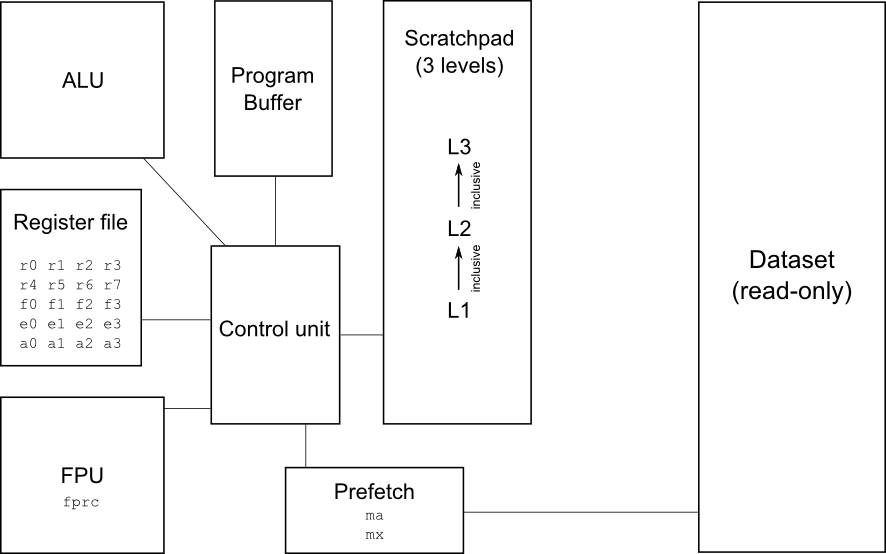 ALU
Program
Buffer
Scratchpad
(3 levels)
L3
inclusive
L2
inclusive
L1
Dataset
(read-only)
Register file
r0 r1 r2 r3
r4 r5 r6 r7
f0 f1 f2 f3
e0 e1 e2 e3
a0 a1 a2 a3
Control unit
FPU
fprc
Prefetch
ma
mx